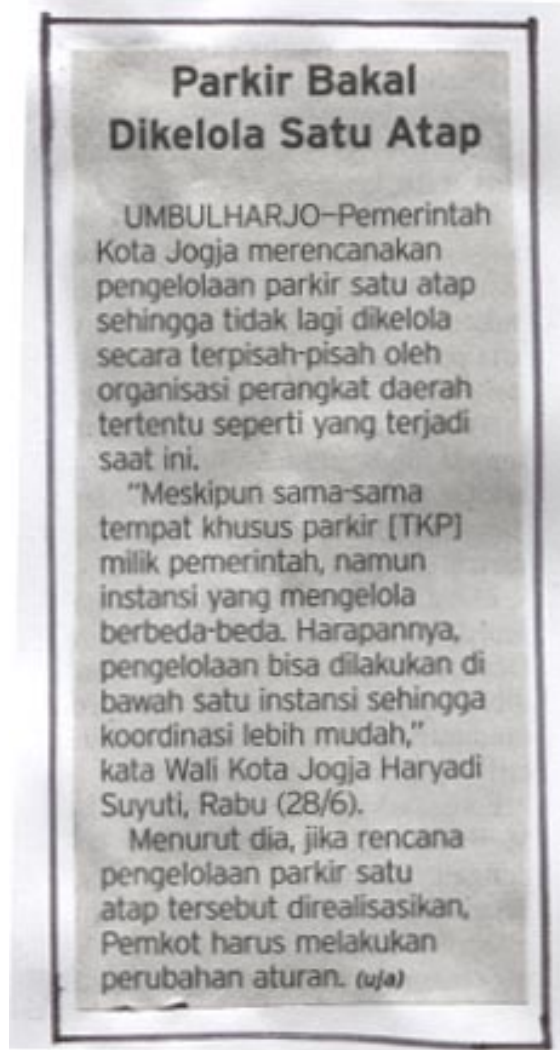 Parkir Bakal
Dikelola Satu Atap
UMBULHARJO–Pemerintah
Kota Jogja merencanakan
pengelolaan parkir satu atap
sehingga tidak lagi dikelola
secara terpisah-pisah oleh
organisasi perangkat daerah
tertentu seperti yang terjadi
saat ini.
"Meskipun sama-sama
tempat khusus parkir [TKP]
milik pemerintah, namun
instansi yang mengelola
berbeda-beda. Harapannya,
pengelolaan bisa dilakukan di
bawah satu instansi sehingga
koordinasi lebih mudah,"
kata Wali Kota Jogja Haryadi
Suyuti, Rabu (28/6).
Menurut dia, jika rencana
pengelolaan parkir satu
atap tersebut direalisasikan,
Pemkot harus melakukan
perubahan aturan. (uja)